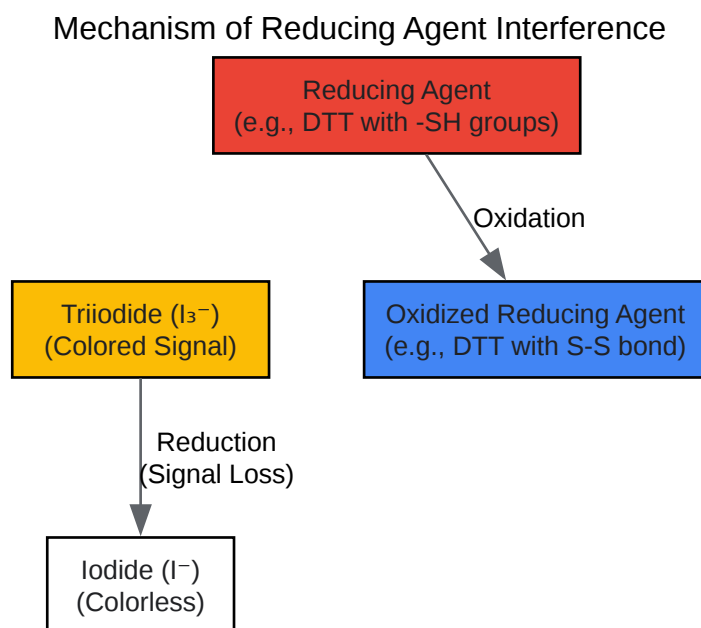 Mechanism of Reducing Agent Interference
Reducing Agent
(e.g., DTT with -SH groups)
Oxidation
Triiodide (I₃⁻)
(Colored Signal)
Oxidized Reducing Agent
(e.g., DTT with S-S bond)
Reduction
(Signal Loss)
Iodide (I⁻)
(Colorless)